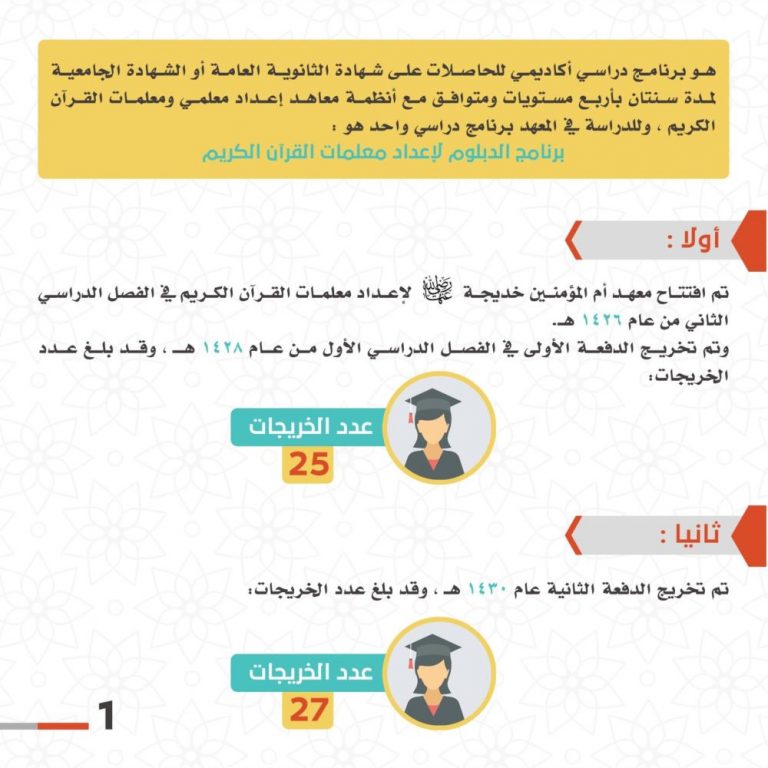 هو برنامج دراسي أكاديمي للحاصلات على شهادة الثانوية العامة أو الشهادة الجامعية
لمدة سنتان بأربع مستويات ومتوافق مع أنظمة معاهد إعداد معلمي ومعلمات القرآن
الكريم ، وللدراسة في المعهد برنامج دراسي واحد هو :
برنامج الدبلوم لإعداد معلمات القرآن الكريم
أولا :
تم افتتاح معهد أم المؤمنين خديجة رضي الله عنها لإعداد معلمات القرآن الكريم في الفصل الدراسي
الثاني من عام ١٤٢٦ هـ.
وتم تخريج الدفعة الأولى في الفصل الدراسي الأول من عام ١٤٢٨ هـ ، وقد بلغ عدد
الخريجات:
عدد الخريجات
25
ثانيا :
تم تخريج الدفعة الثانية عام ١٤٣٠ هـ ، وقد بلغ عدد الخريجات:
عدد الخريجات
27
1